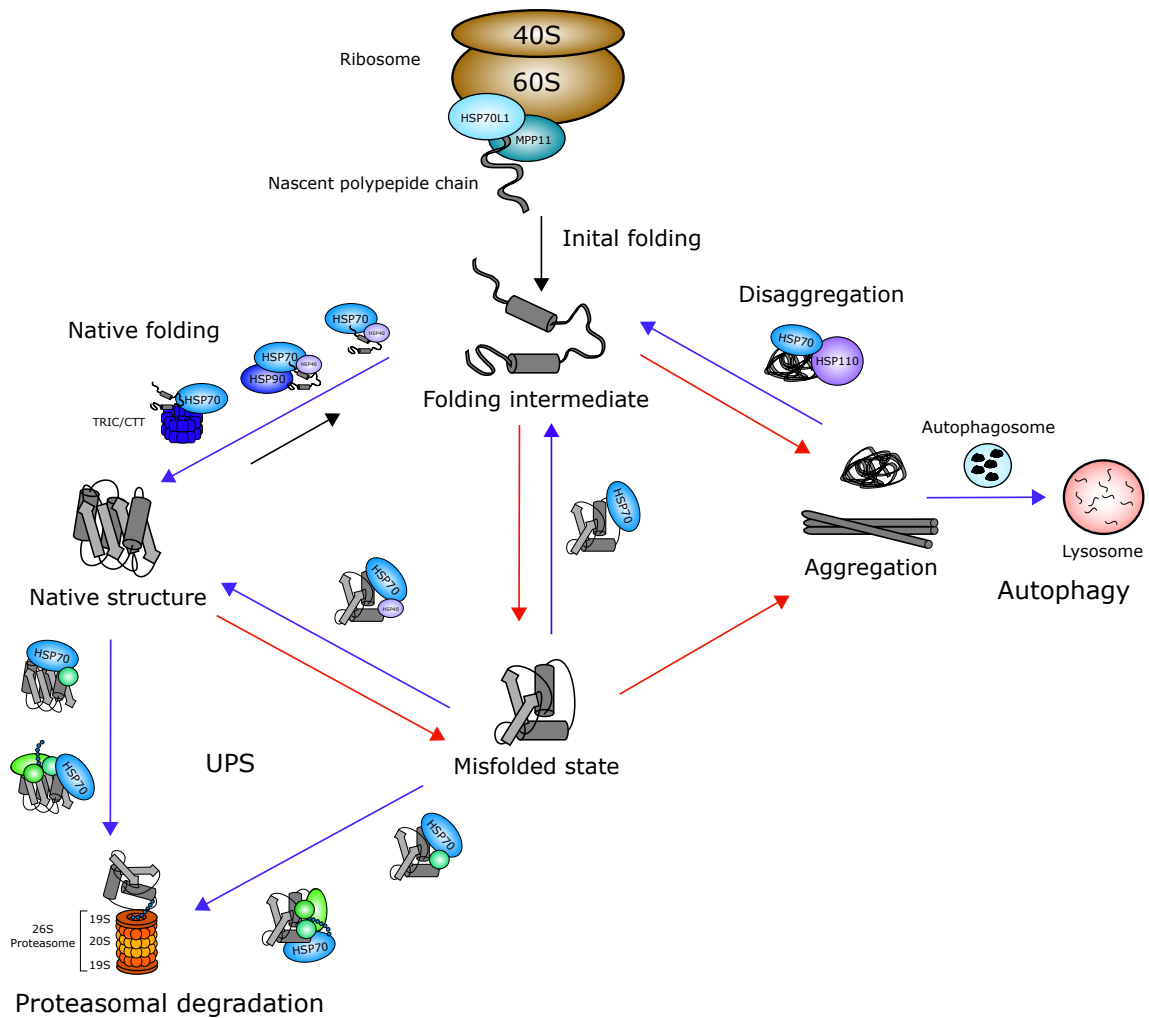 40S
Ribosome
60S
HSP70L1
MPP11
Nascent polypepide chain
Inital folding
Disaggregation
HSP70
HSP110
Native folding
HSP70
HSP40
HSP70
HSP40
HSP90
HSP70
TRIC/CTT
Folding intermediate
Autophagosome
HSP70
Lysosome
Aggregation
Autophagy
HSP70
HSP40
Native structure
HSP70
UPS
Misfolded state
HSP70
HSP70
HSP70
26S
Proteasome
19S
20S
19S
Proteasomal degradation